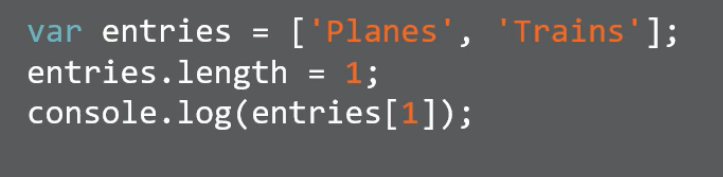 var entries = ['Planes', 'Trains'];
entries.length = 1;
console.log(entries[1]);